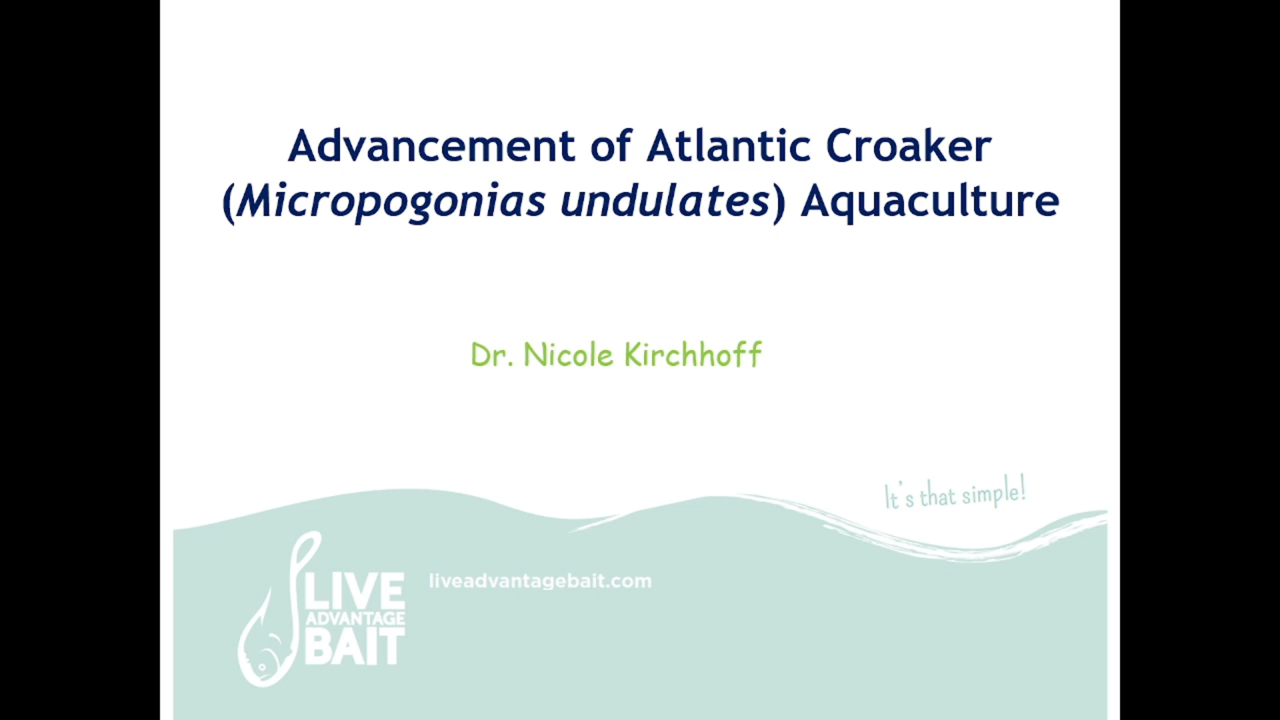 Advancement of Atlantic Croaker
(Micropogonias undulates) Aquaculture
Dr. Nicole Kirchhoff
It's that simple!
liveadvantagebait.com
LIVE
ADVANTAGE
BAIT